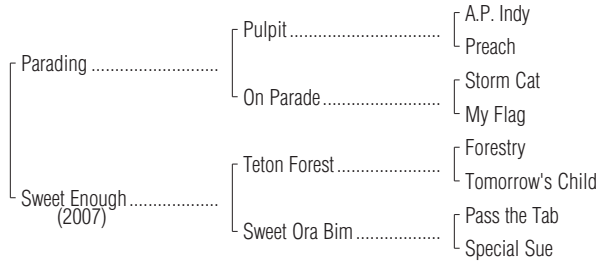 A.P. Indy
Pulpit
Preach
Parading
Storm Cat
On Parade
My Flag
Forestry
Teton Forest
Tomorrow's Child
Sweet Enough
(2007)
Pass the Tab
Sweet Ora Bim
Special Sue